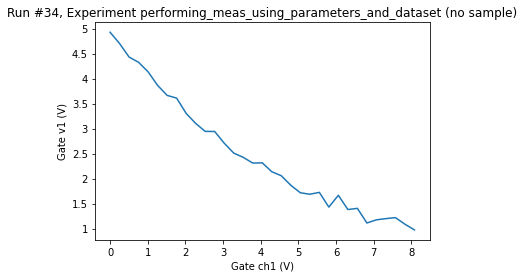 Run #34, Experiment performing_meas_using_parameters_and_dataset (no sample)
5
4.5
4
3.5
3
2.5
2
1.5
1
Gate v1 (V)
0 1 2 3 4 5 6 7 8
Gate ch1 (V)